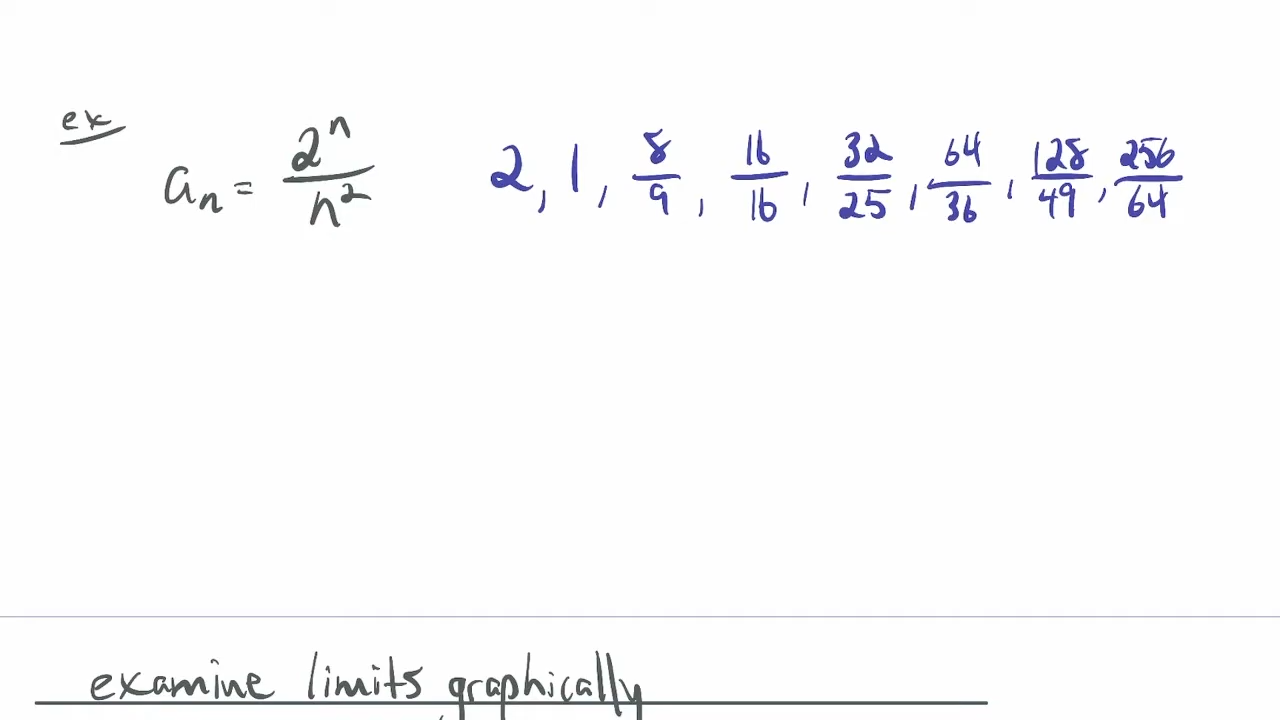 ex
aₙ = 2ⁿ/n² 2, 1, 8/9, 16/16, 32/25, 64/36, 128/49, 256/64
examine limits graphically